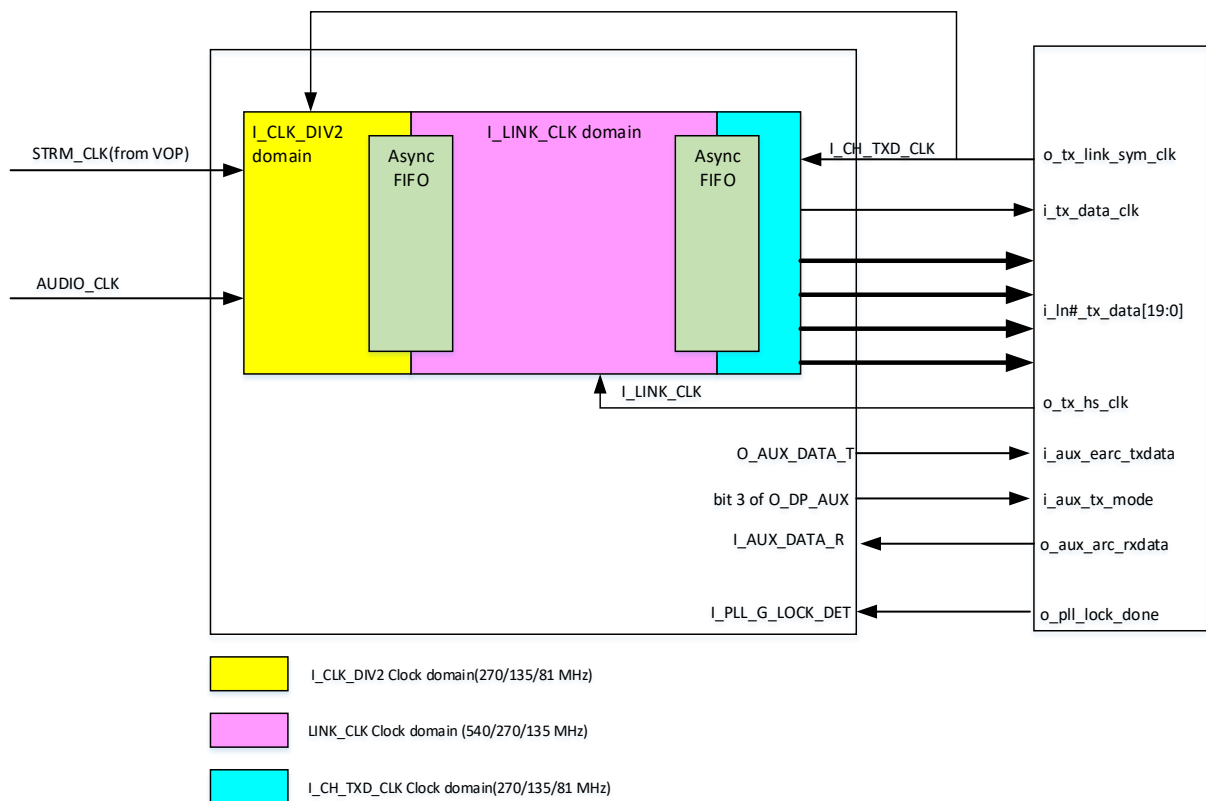 I_CLK_DIV2
domain
I_LINK_CLK domain
Async
FIFO
Async
FIFO
STRM_CLK(from VOP)
AUDIO_CLK
I_CH_TXD_CLK
o_tx_link_sym_clk
i_tx_data_clk
i_ln#_tx_data[19:0]
I_LINK_CLK
o_tx_hs_clk
O_AUX_DATA_T
i_aux_earc_txdata
bit 3 of O_DP_AUX
i_aux_tx_mode
I_AUX_DATA_R
o_aux_arc_rxdata
I_PLL_G_LOCK_DET
o_pll_lock_done
I_CLK_DIV2 Clock domain(270/135/81 MHz)
LINK_CLK Clock domain (540/270/135 MHz)
I_CH_TXD_CLK Clock domain(270/135/81 MHz)